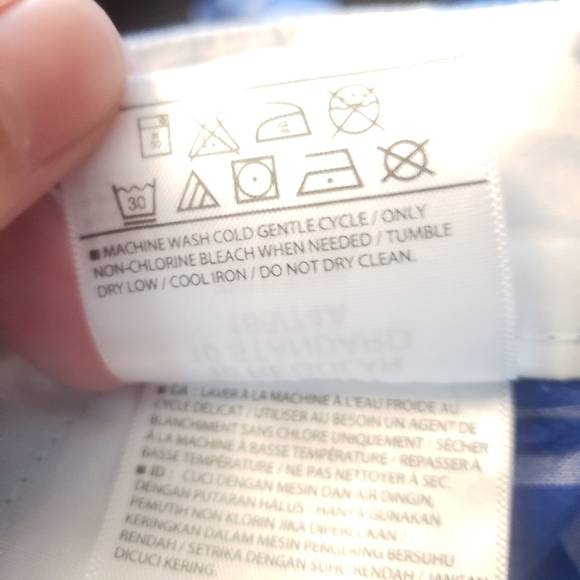 30
■ MACHINE WASH COLD GENTLE CYCLE / ONLY
NON-CHLORINE BLEACH WHEN NEEDED / TUMBLE
DRY LOW / COOL IRON / DO NOT DRY CLEAN.
■ CA : LAVER À LA MACHINE À L'EAU FROIDE AU
CYCLE DÉLICAT / UTILISER AU BESOIN UN AGENT DE
BLANCHIMENT SANS CHLORE UNIQUEMENT / SÉCHER
À LA MACHINE À BASSE TEMPÉRATURE / REPASSER À
BASSE TEMPÉRATURE / NE PAS NETTOYER À SEC.
■ ID : CUCI DENGAN MESIN DAN AIR DINGIN,
DENGAN PUTARAN HALUS / HANYA GUNAKAN
PEMUTIH NON KLORIN JIKA DIPERLUKAN /
KERINGKAN DALAM MESIN PENGERING BERSUHU
RENDAH / SETRIKA DENGAN SUHU RENDAH / JANGAN
DICUCI KERING.